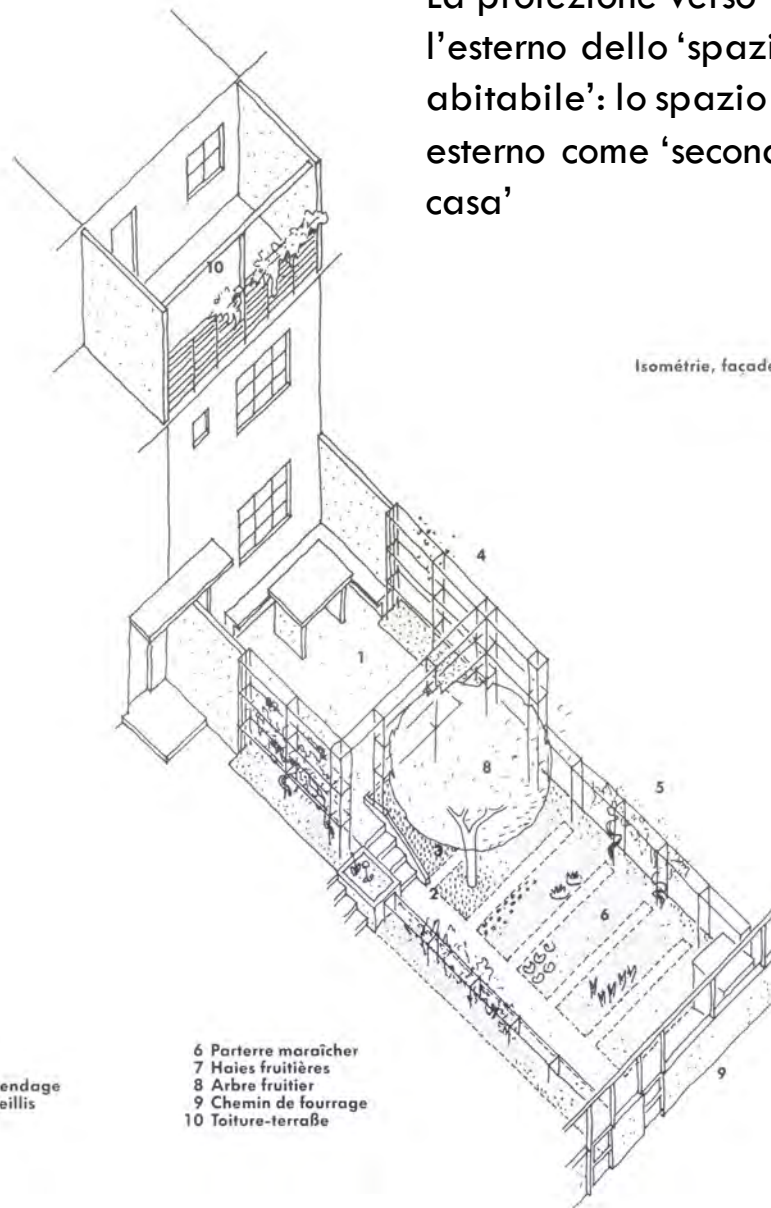 La verso
l’esterno dello ‘spazi
abitabile’: lo spazio
esterno come ‘second
casa’
Isométrie, façade
10
4
1
8
5
3
2
6
9
endage
eillis
6 Parterre maraîcher
7 Haies fruitières
8 Arbre fruitier
9 Chemin de fourrage
10 Toiture-terraße